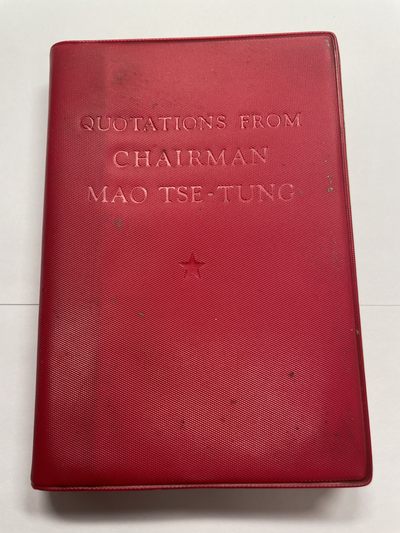 QUOTATIONS FROM
CHAIRMAN
MAO TSE-TUNG